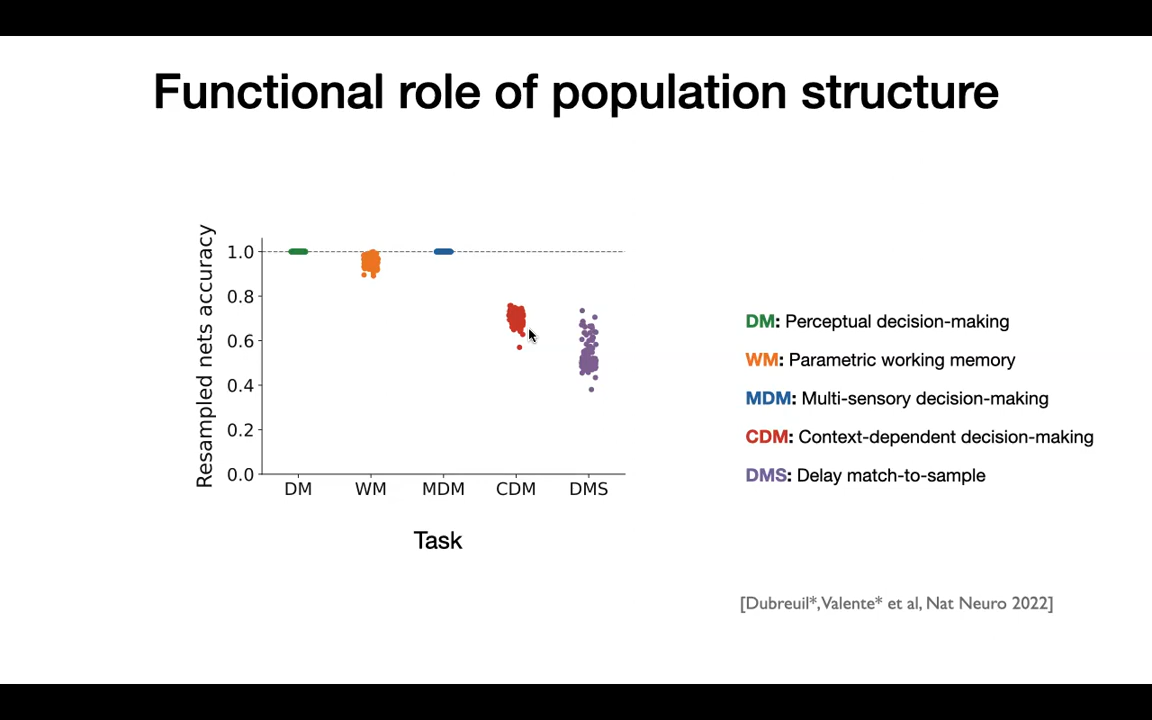 Functional role of population structure
Resampled nets accuracy
1.0
0.8
0.6
0.4
0.2
0.0
DM WM MDM CDM DMS
Task
DM: Perceptual decision-making
WM: Parametric working memory
MDM: Multi-sensory decision-making
CDM: Context-dependent decision-making
DMS: Delay match-to-sample
[Dubreuil*,Valente* et al, Nat Neuro 2022]